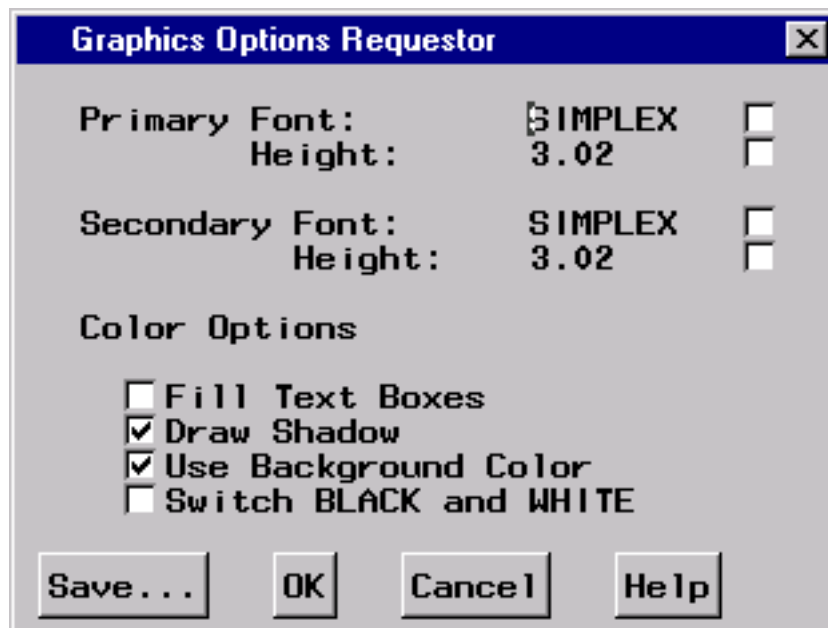 Graphics Options Requestor
Primary Font: SIMPLEX
Height: 3.02
Secondary Font: SIMPLEX
Height: 3.02
Color Options
Fill Text Boxes
Draw Shadow
Use Background Color
Switch BLACK and WHITE
Save... OK Cancel Help